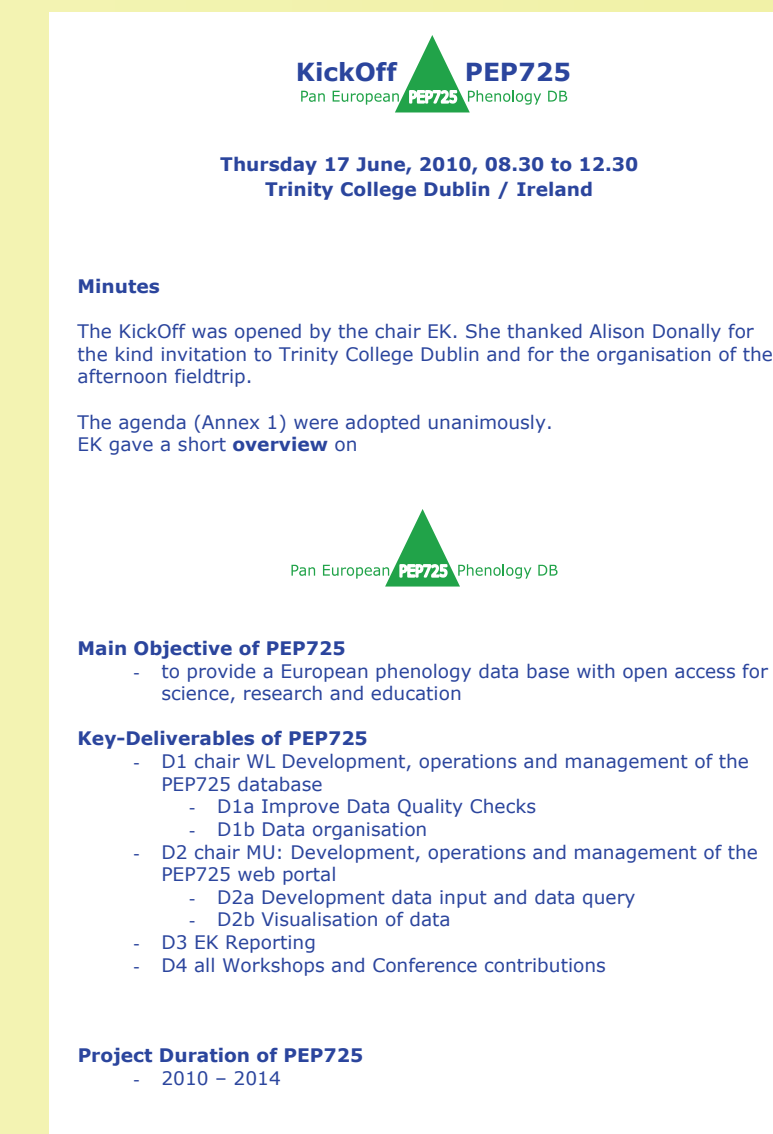 KickOff PEP725
Pan European PEP725 Phenology DB
Thursday 17 June, 2010, 08.30 to 12.30
Trinity College Dublin / Ireland
Minutes
The KickOff was opened by the chair EK. She thanked Alison Donally for
the kind invitation to Trinity College Dublin and for the organisation of the
afternoon fieldtrip.
The agenda (Annex 1) were adopted unanimously.
EK gave a short overview on
Pan European PEP725 Phenology DB
Main Objective of PEP725
- to provide a European phenology data base with open access for
science, research and education
Key-Deliverables of PEP725
- D1 chair WL Development, operations and management of the
PEP725 database
- D1a Improve Data Quality Checks
- D1b Data organisation
- D2 chair MU: Development, operations and management of the
PEP725 web portal
- D2a Development data input and data query
- D2b Visualisation of data
- D3 EK Reporting
- D4 all Workshops and Conference contributions
Project Duration of PEP725
- 2010 – 2014